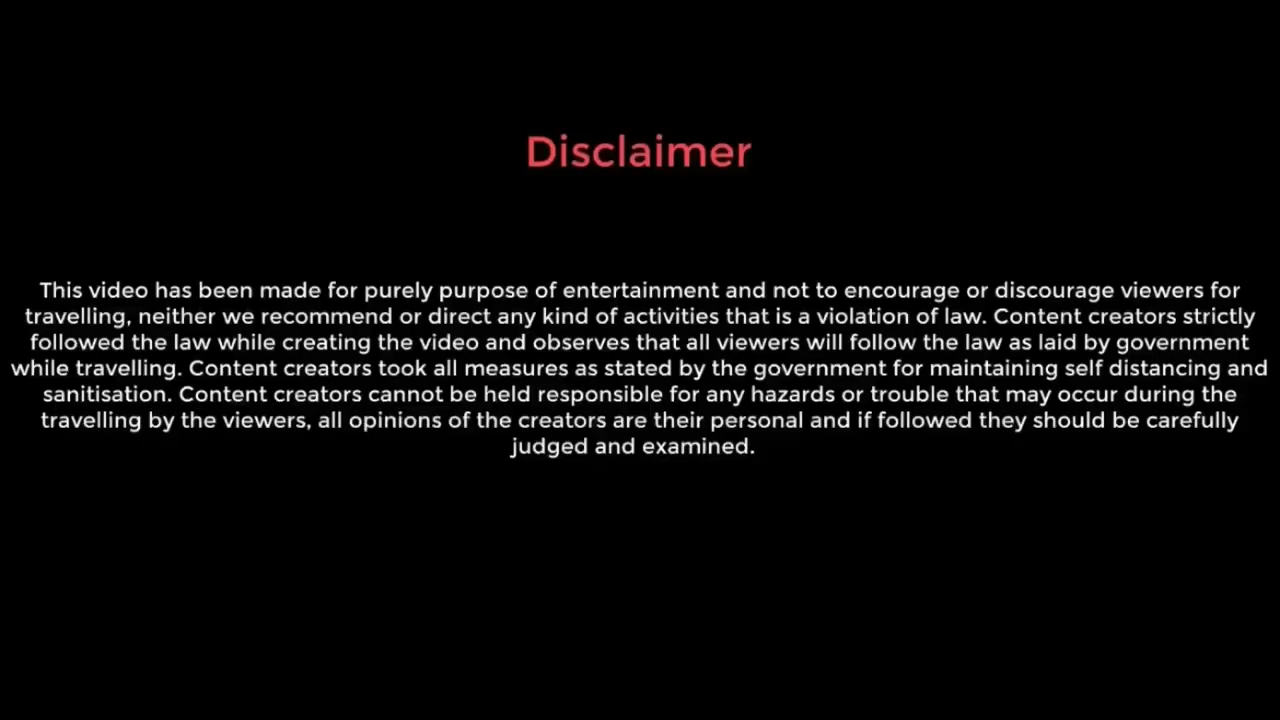 Disclaimer
This video has been made for purely purpose of entertainment and not to encourage or discourage viewers for
travelling, neither we recommend or direct any kind of activities that is a violation of law. Content creators strictly
followed the law while creating the video and observes that all viewers will follow the law as laid by government
while travelling. Content creators took all measures as stated by the government for maintaining self distancing and
sanitisation. Content creators cannot be held responsible for any hazards or trouble that may occur during the
travelling by the viewers, all opinions of the creators are their personal and if followed they should be carefully
judged and examined.